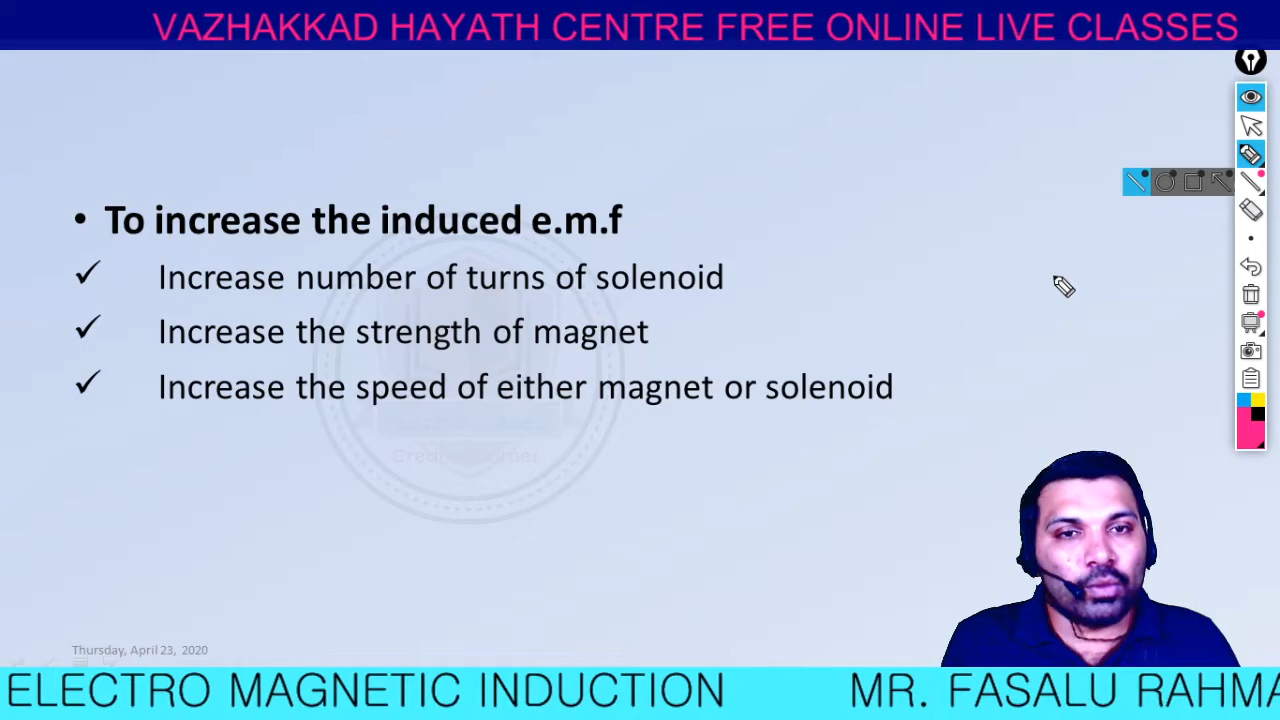 VAZHAKKAD HAYATH CENTRE FREE ONLINE LIVE CLASSES
• To increase the induced e.m.f
✓ Increase number of turns of solenoid
✓ Increase the strength of magnet
✓ Increase the speed of either magnet or solenoid
Thursday, April 23, 2020
ELECTRO MAGNETIC INDUCTION MR. FASALU RAHMA